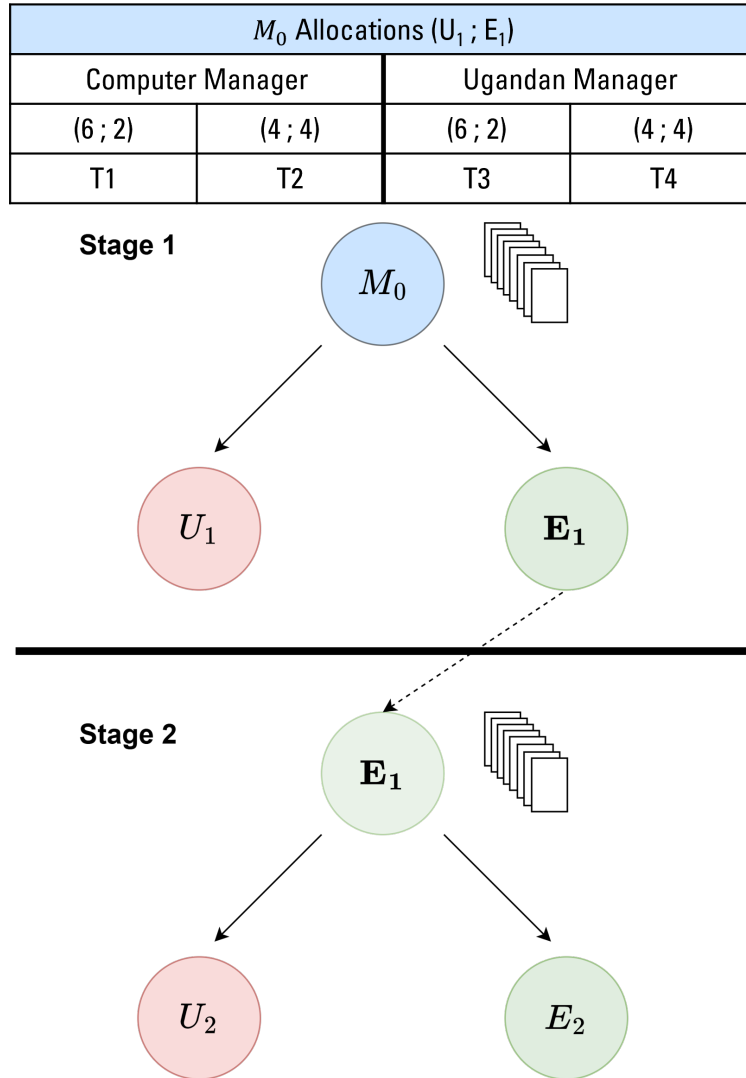 M₀ Allocations (U₁ ; E₁)
Computer Manager Ugandan Manager
(6 ; 2) (4 ; 4) (6 ; 2) (4 ; 4)
T1 T2 T3 T4
Stage 1
M₀
U₁ E₁
Stage 2
E₁
U₂ E₂